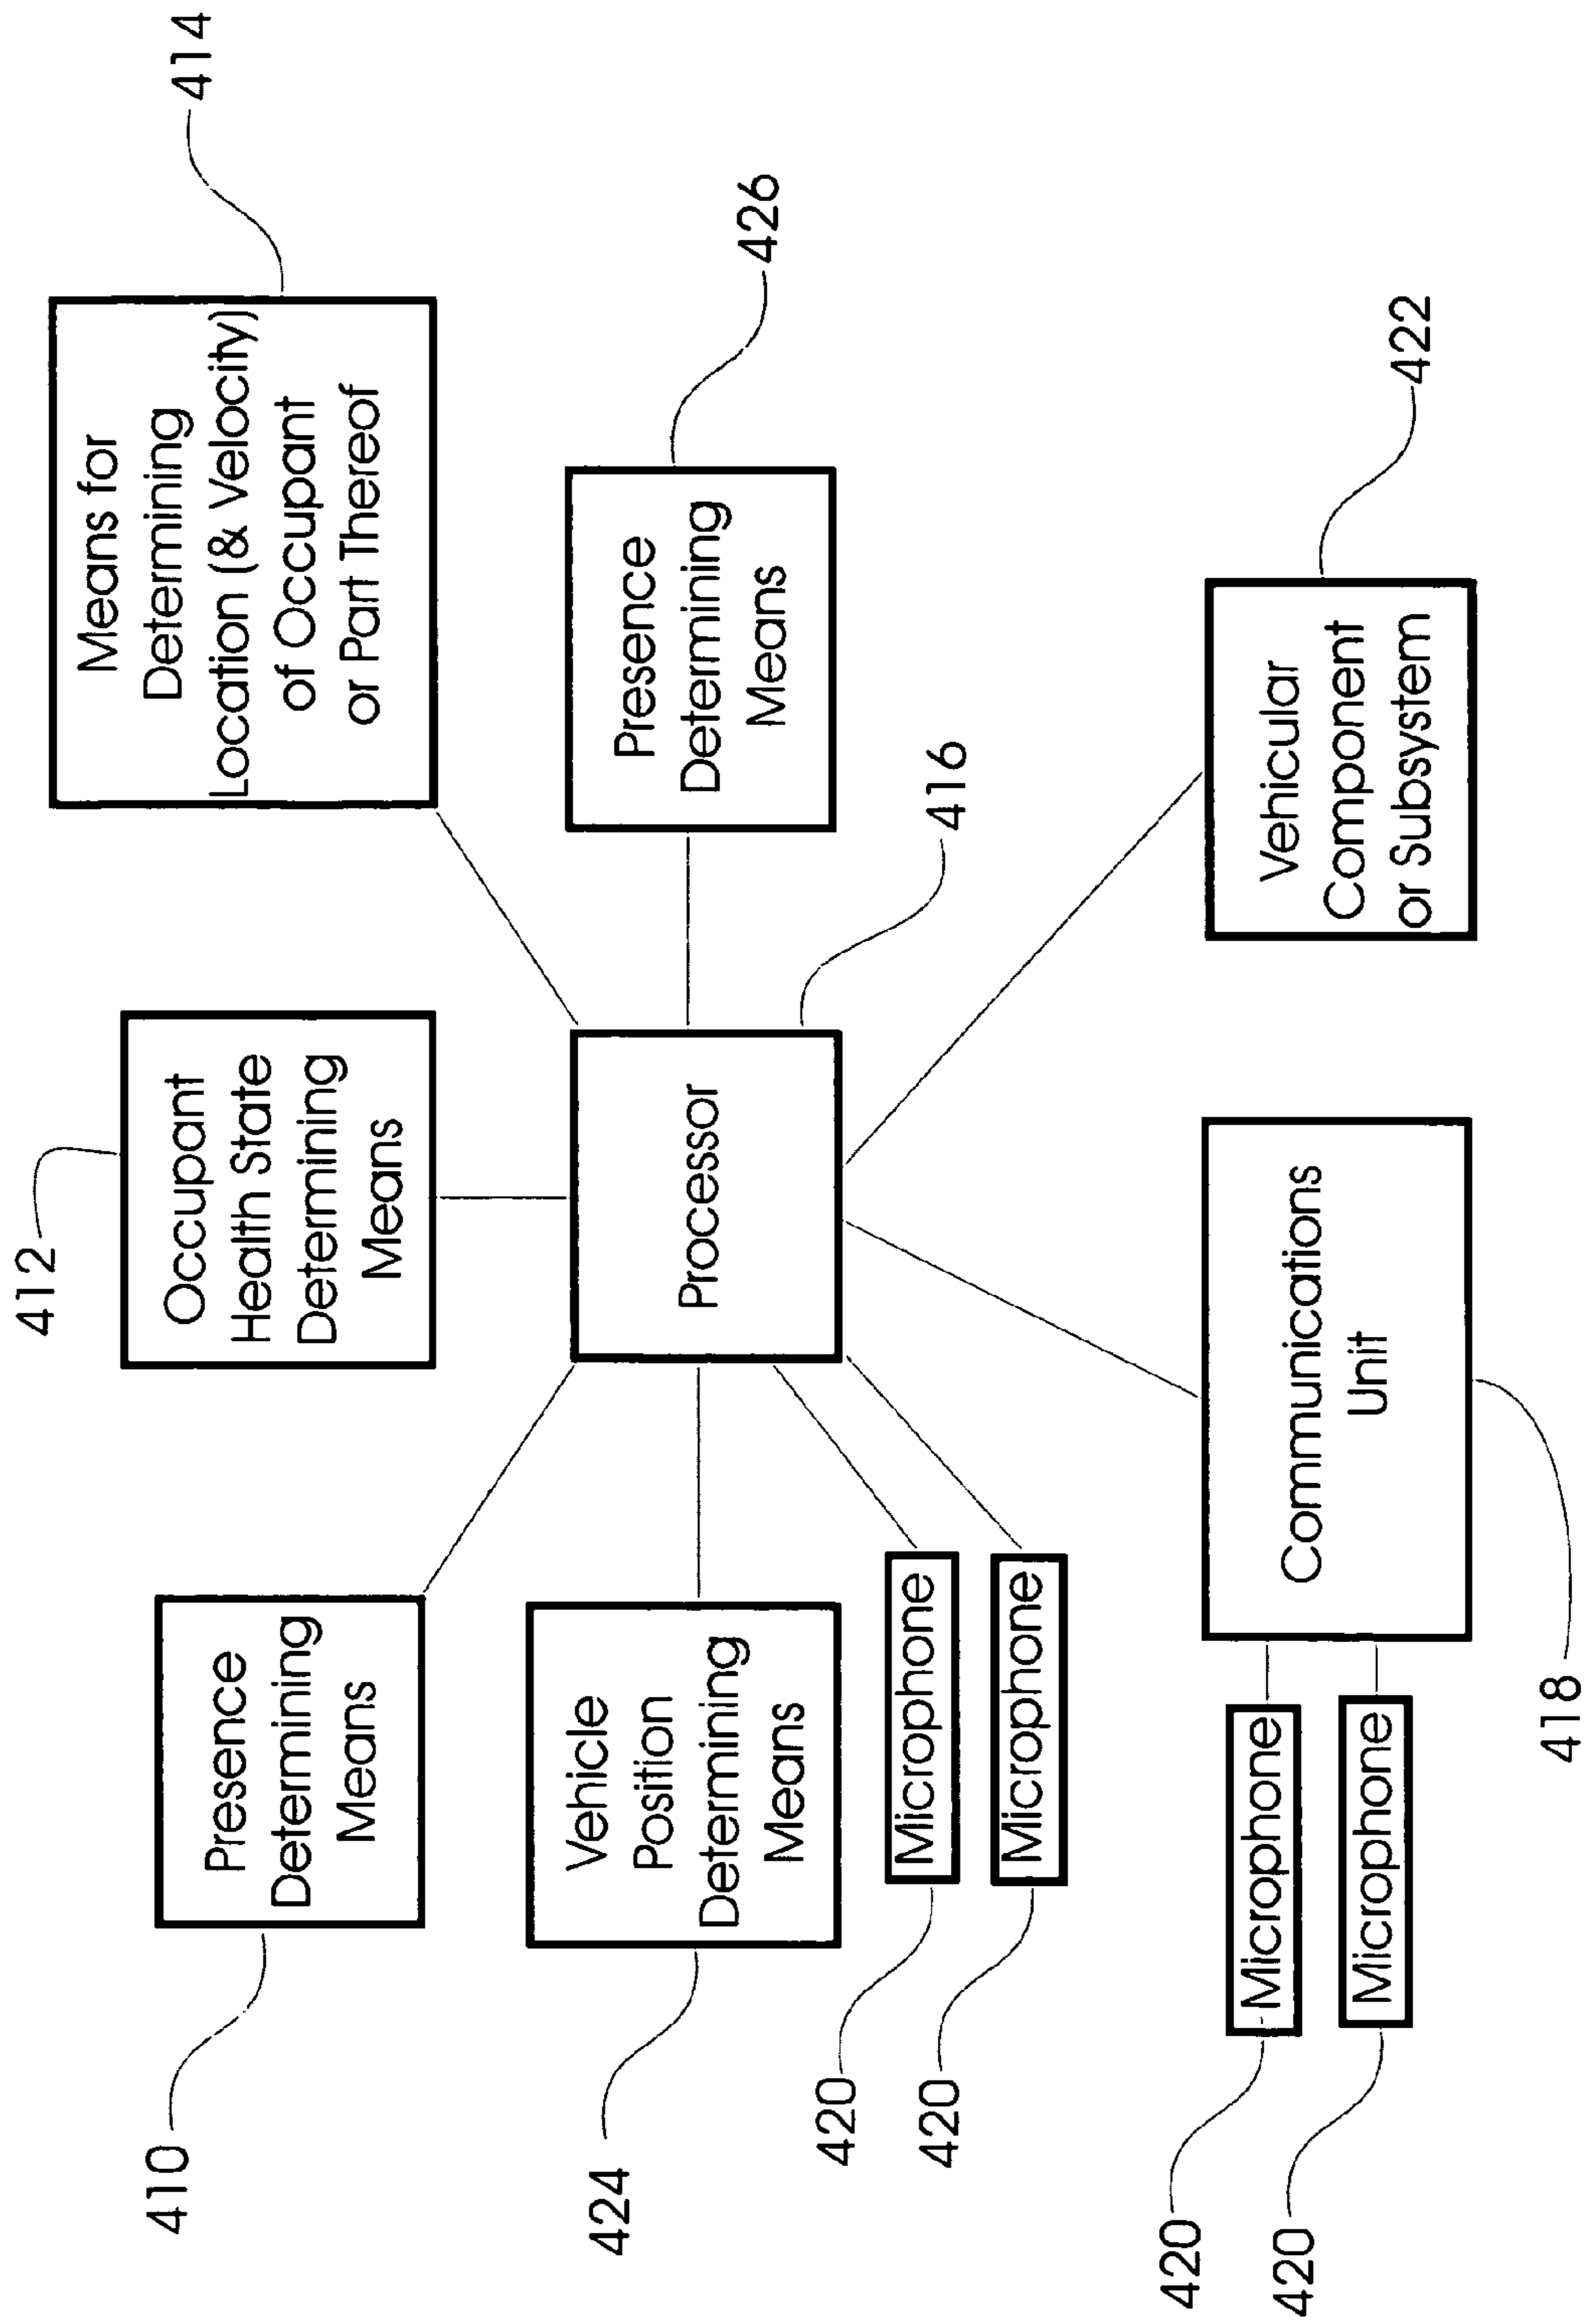 410
Presence
Determining
Means
412
Occupant
Health State
Determining
Means
414
Means for
Determining
Location (& Velocity)
of Occupant
or Part Thereof
424
Vehicle
Position
Determining
Means
Processor
416
Presence
Determining
Means
426
420
Microphone
420
Microphone
420
Microphone
420
Microphone
Communications
Unit
418
Vehicular
Component
or Subsystem
422